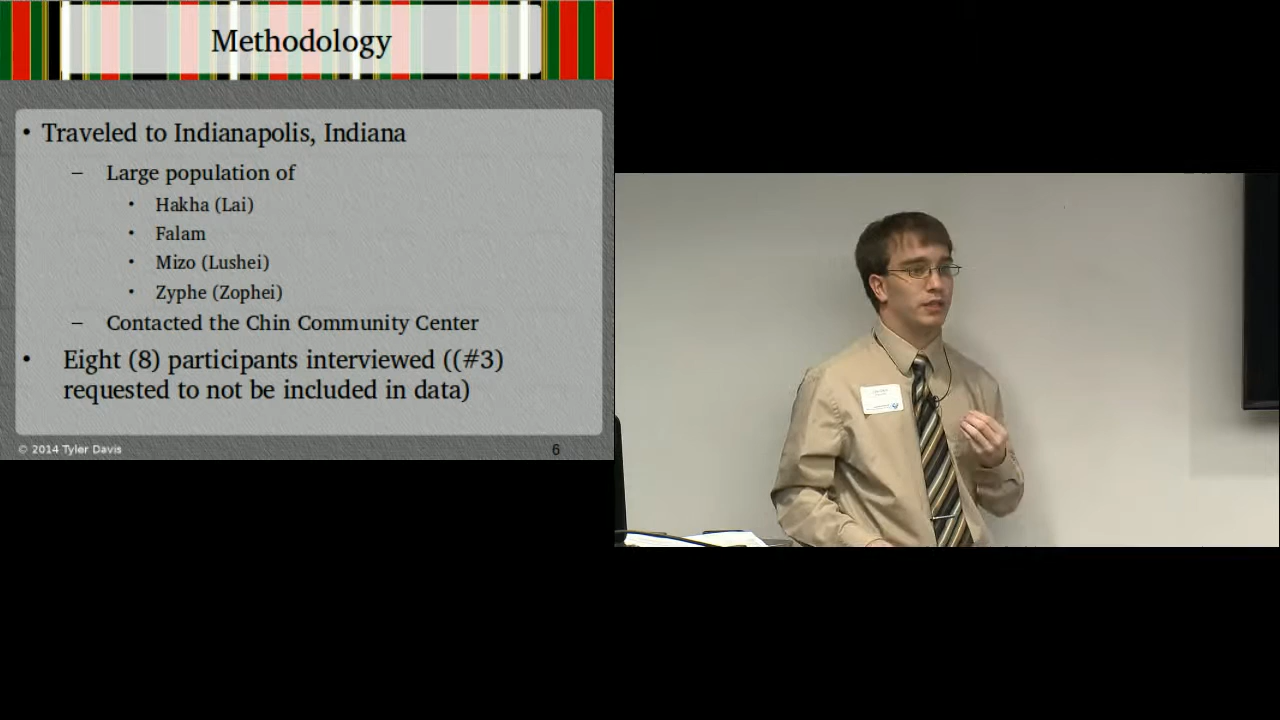 Methodology
• Traveled to Indianapolis, Indiana
– Large population of
• Hakha (Lai)
• Falam
• Mizo (Lushei)
• Zyphe (Zophei)
– Contacted the Chin Community Center
• Eight (8) participants interviewed ((#3)
requested to not be included in data)
© 2014 Tyler Davis
6